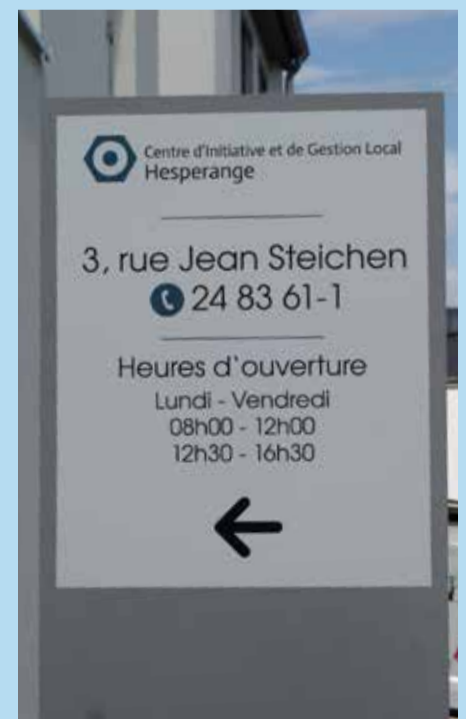 Centre d'Initiative et de Gestion Local
Hesperange
3, rue Jean Steichen
24 83 61-1
Heures d'ouverture
Lundi - Vendredi
08h00 - 12h00
12h30 - 16h30